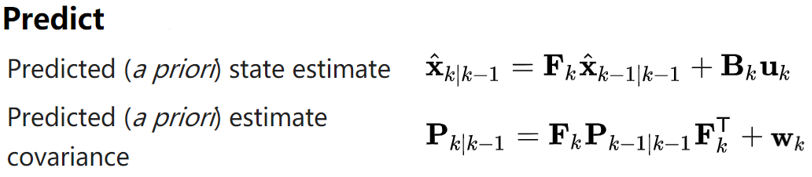 Predict
Predicted (a priori) state estimate x̂ₖ|ₖ₋₁ = Fₖx̂ₖ₋₁|ₖ₋₁ + Bₖuₖ
Predicted (a priori) estimate
covariance Pₖ|ₖ₋₁ = FₖPₖ₋₁|ₖ₋₁Fₖᵀ + wₖ